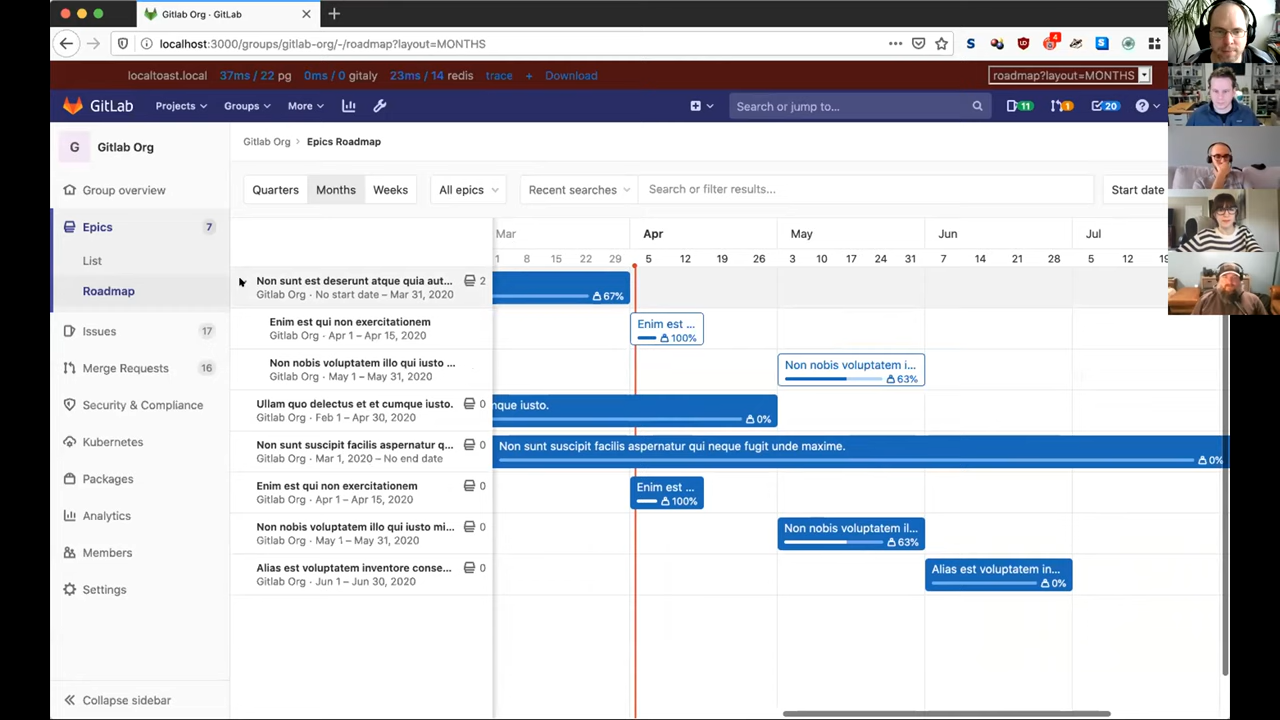 Gitlab Org · GitLab
localhost:3000/groups/gitlab-org/-/roadmap?layout=MONTHS
4
localtoast.local 37ms / 22 pg 0ms / 0 gitaly 23ms / 14 redis trace + Download roadmap?layout=MONTHS
GitLab Projects Groups More Search or jump to... 11 1 20
G Gitlab Org
Gitlab Org › Epics Roadmap
Group overview
Quarters Months Weeks All epics Recent searches Search or filter results... Start date
Epics 7
List
Roadmap
Issues 17
Merge Requests 16
Security & Compliance
Kubernetes
Packages
Analytics
Members
Settings
Collapse sidebar
Mar Apr May Jun Jul
1 8 15 22 29 5 12 19 26 3 10 17 24 31 7 14 21 28 5 12 19
Non sunt est deserunt atque quia aut... 2
Gitlab Org · No start date – Mar 31, 2020
67%
Enim est qui non exercitationem
Gitlab Org · Apr 1 – Apr 15, 2020
Enim est ...
100%
Non nobis voluptatem illo qui iusto ...
Gitlab Org · May 1 – May 31, 2020
Non nobis voluptatem i...
63%
Ullam quo delectus et et cumque iusto. 0
Gitlab Org · Feb 1 – Apr 30, 2020
mque iusto.
0%
Non sunt suscipit facilis aspernatur q... 0
Gitlab Org · Mar 1, 2020 – No end date
Non sunt suscipit facilis aspernatur qui neque fugit unde maxime.
0%
Enim est qui non exercitationem 0
Gitlab Org · Apr 1 – Apr 15, 2020
Enim est ...
100%
Non nobis voluptatem illo qui iusto mi... 0
Gitlab Org · May 1 – May 31, 2020
Non nobis voluptatem il...
63%
Alias est voluptatem inventore conse... 0
Gitlab Org · Jun 1 – Jun 30, 2020
Alias est voluptatem in...
0%